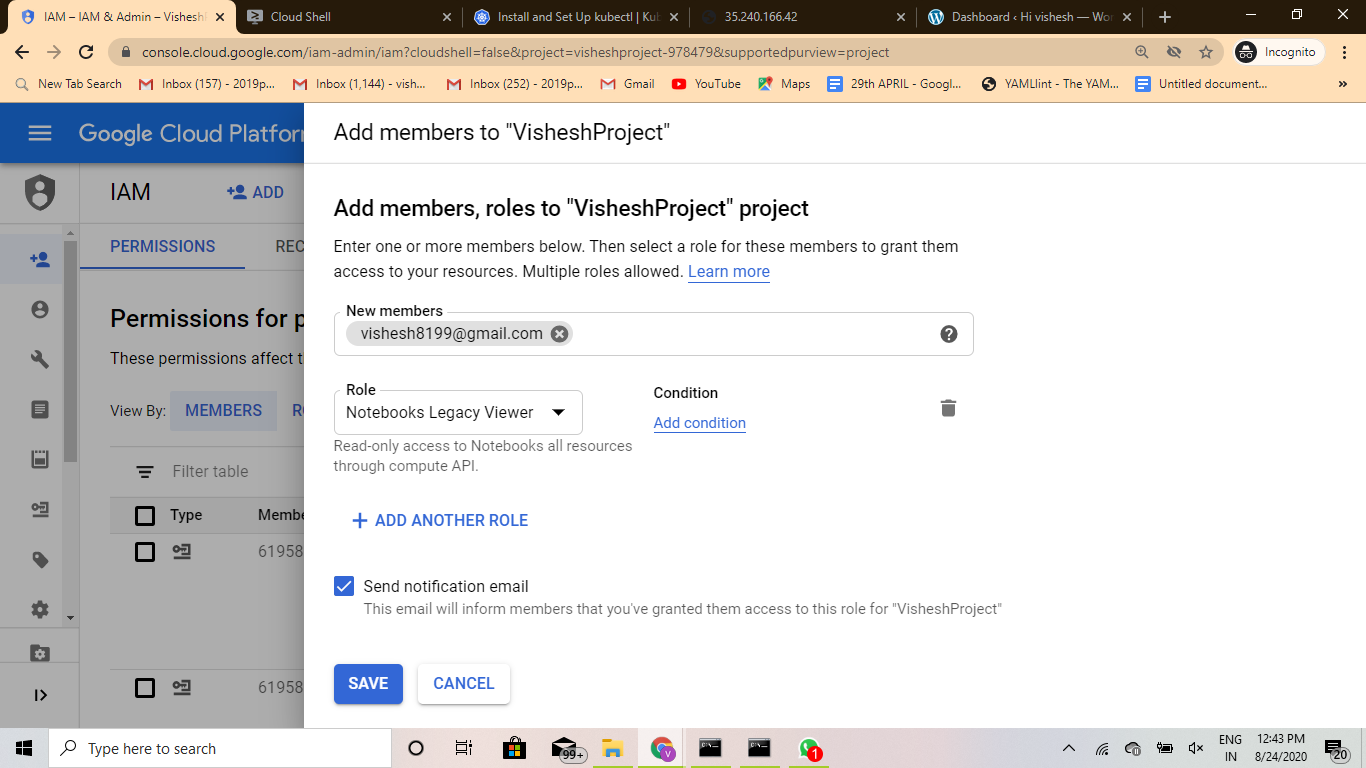 IAM – IAM & Admin – Vishesh
Cloud Shell
Install and Set Up kubectl | Kub
35.240.166.42
Dashboard ‹ Hi vishesh — Wor
console.cloud.google.com/iam-admin/iam?cloudshell=false&project=visheshproject-978479&supportedpurview=project
Incognito
New Tab Search
Inbox (157) - 2019p...
Inbox (1,144) - vish...
Inbox (252) - 2019p...
Gmail
YouTube
Maps
29th APRIL - Googl...
YAMLlint - The YAM...
Untitled document...
»
Google Cloud Platfor
Add members to "VisheshProject"
IAM
ADD
PERMISSIONS
REC
Permissions for p
These permissions affect t
View By:
MEMBERS
R
Filter table
Type
Membe
61958
61958
Add members, roles to "VisheshProject" project
Enter one or more members below. Then select a role for these members to grant them
access to your resources. Multiple roles allowed. Learn more
New members
vishesh8199@gmail.com
Role
Notebooks Legacy Viewer
Condition
Add condition
Read-only access to Notebooks all resources
through compute API.
ADD ANOTHER ROLE
Send notification email
This email will inform members that you've granted them access to this role for "VisheshProject"
SAVE
CANCEL
Type here to search
99+
V
1
ENG
IN
12:43 PM
8/24/2020
20